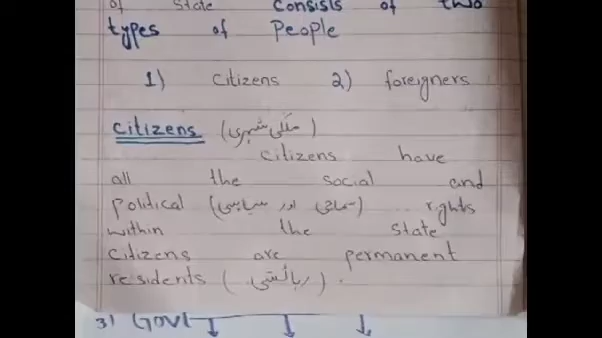 of state consists of two
types of People
1) citizens 2) foreigners
citizens (ملکی شہری)
citizens have
all the social and
political (سماجی اور سیاسی) rights
within the state
citizens are permanent
residents (رہائشی).
3) Govt